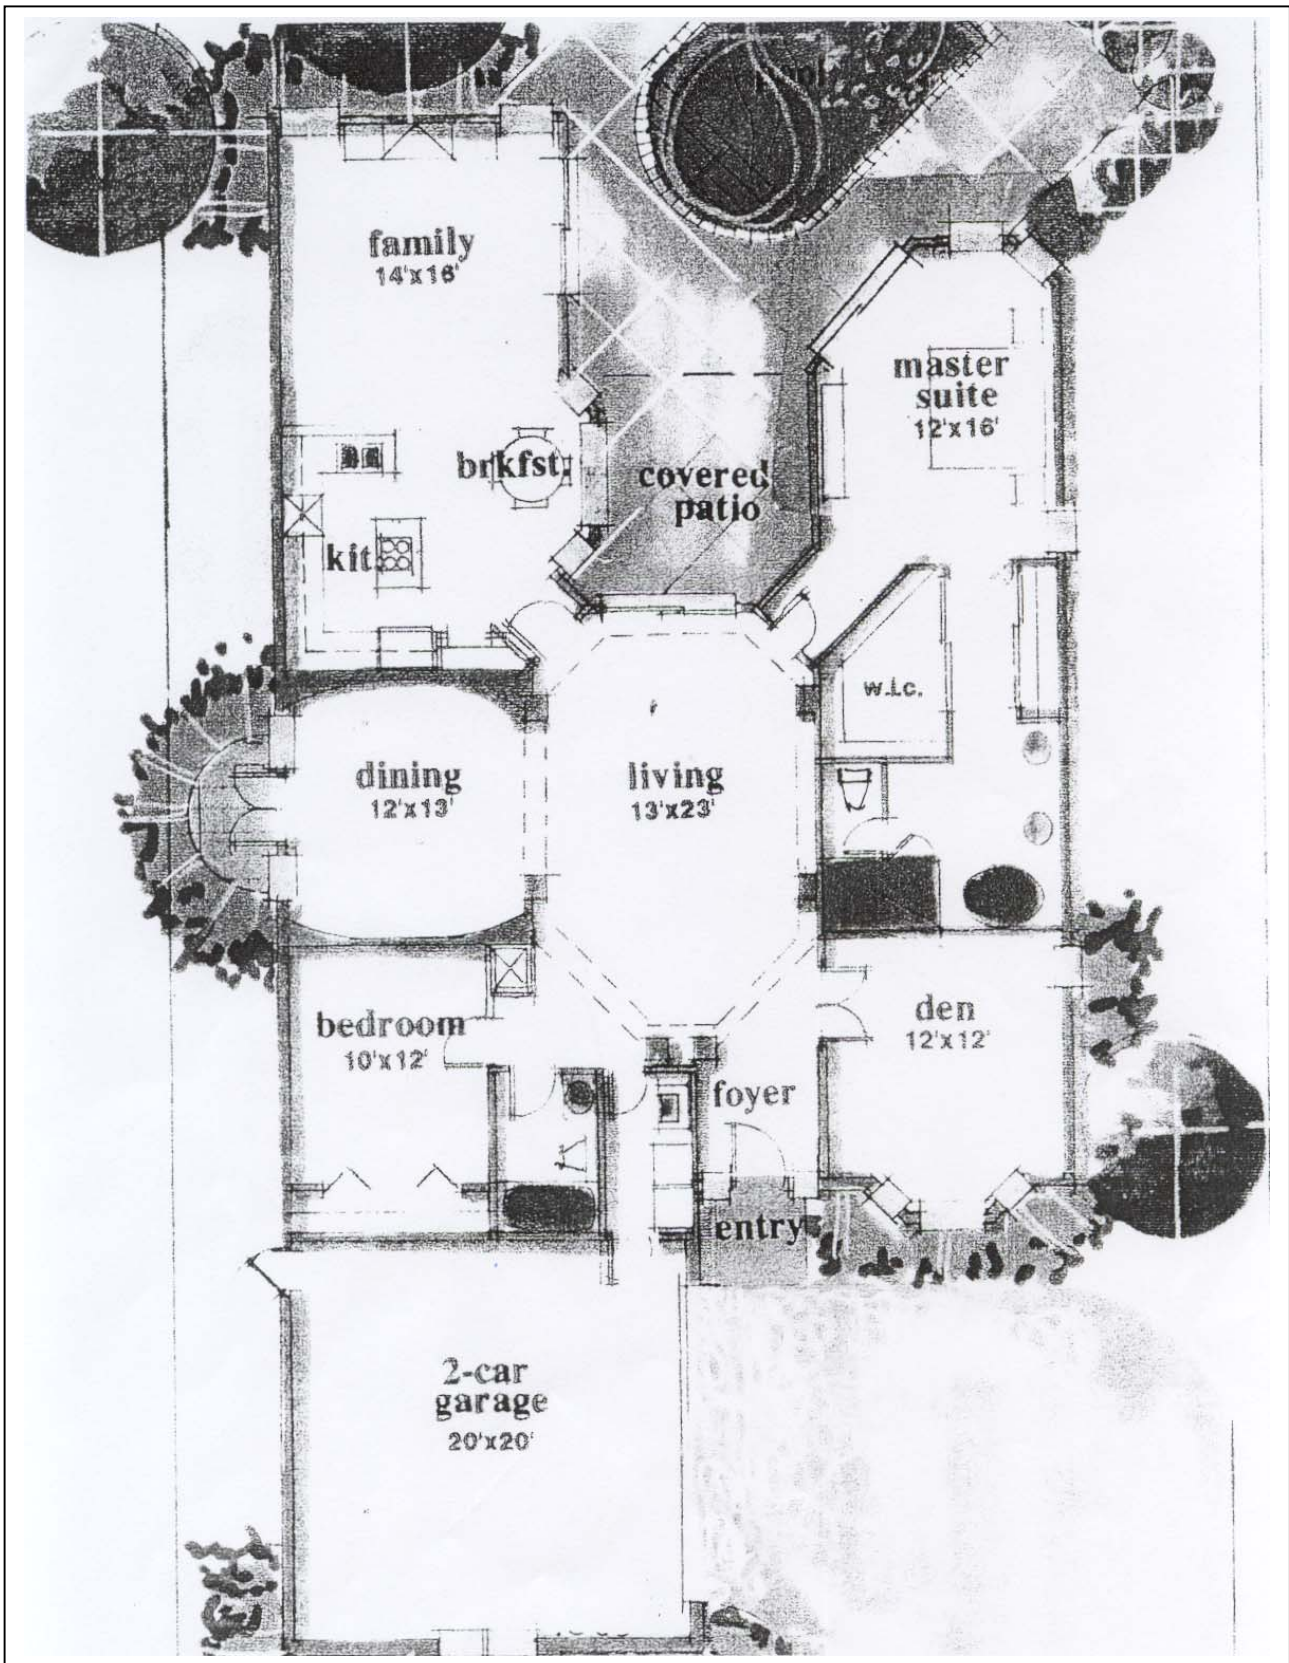 pool
family
14'x16'
master
suite
12'x16'
brkfst.
covered
patio
kit.
w.i.c.
dining
12'x13'
living
13'x23'
bedroom
10'x12'
den
12'x12'
foyer
entry
2-car
garage
20'x20'